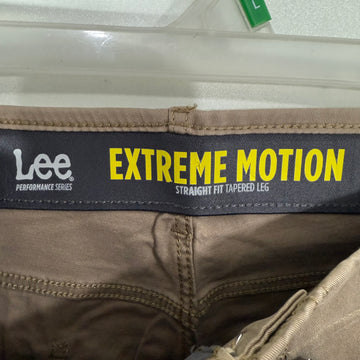 Lee®
PERFORMANCE SERIES
EXTREME MOTION
STRAIGHT FIT TAPERED LEG
L